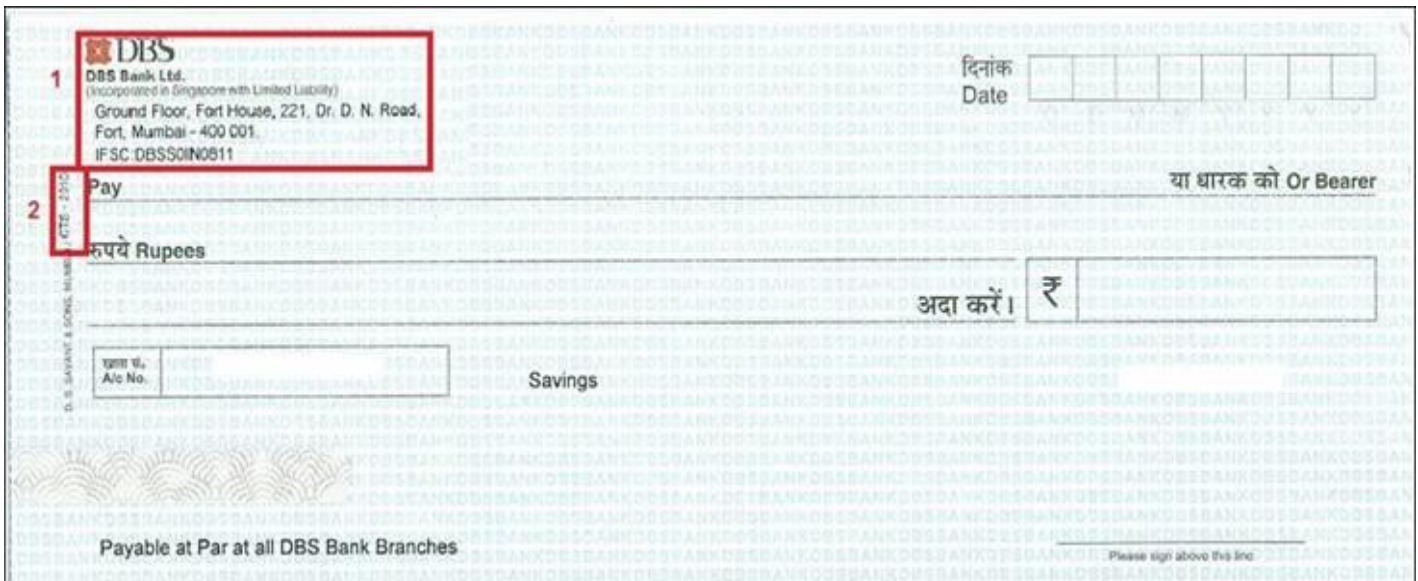 DBS
1
DBS Bank Ltd.
(Incorporated in Singapore with Limited Liability)
Ground Floor, Fort House, 221, Dr. D. N. Road,
Fort, Mumbai - 400 001.
IFSC:DBSS0IN0811
दिनांक
Date
D D M M Y Y Y Y
2
CTS - 2010
Pay
या धारक को Or Bearer
रुपये Rupees
अदा करें।
₹
खाता सं.
A/c No.
Savings
Payable at Par at all DBS Bank Branches
Please sign above this line